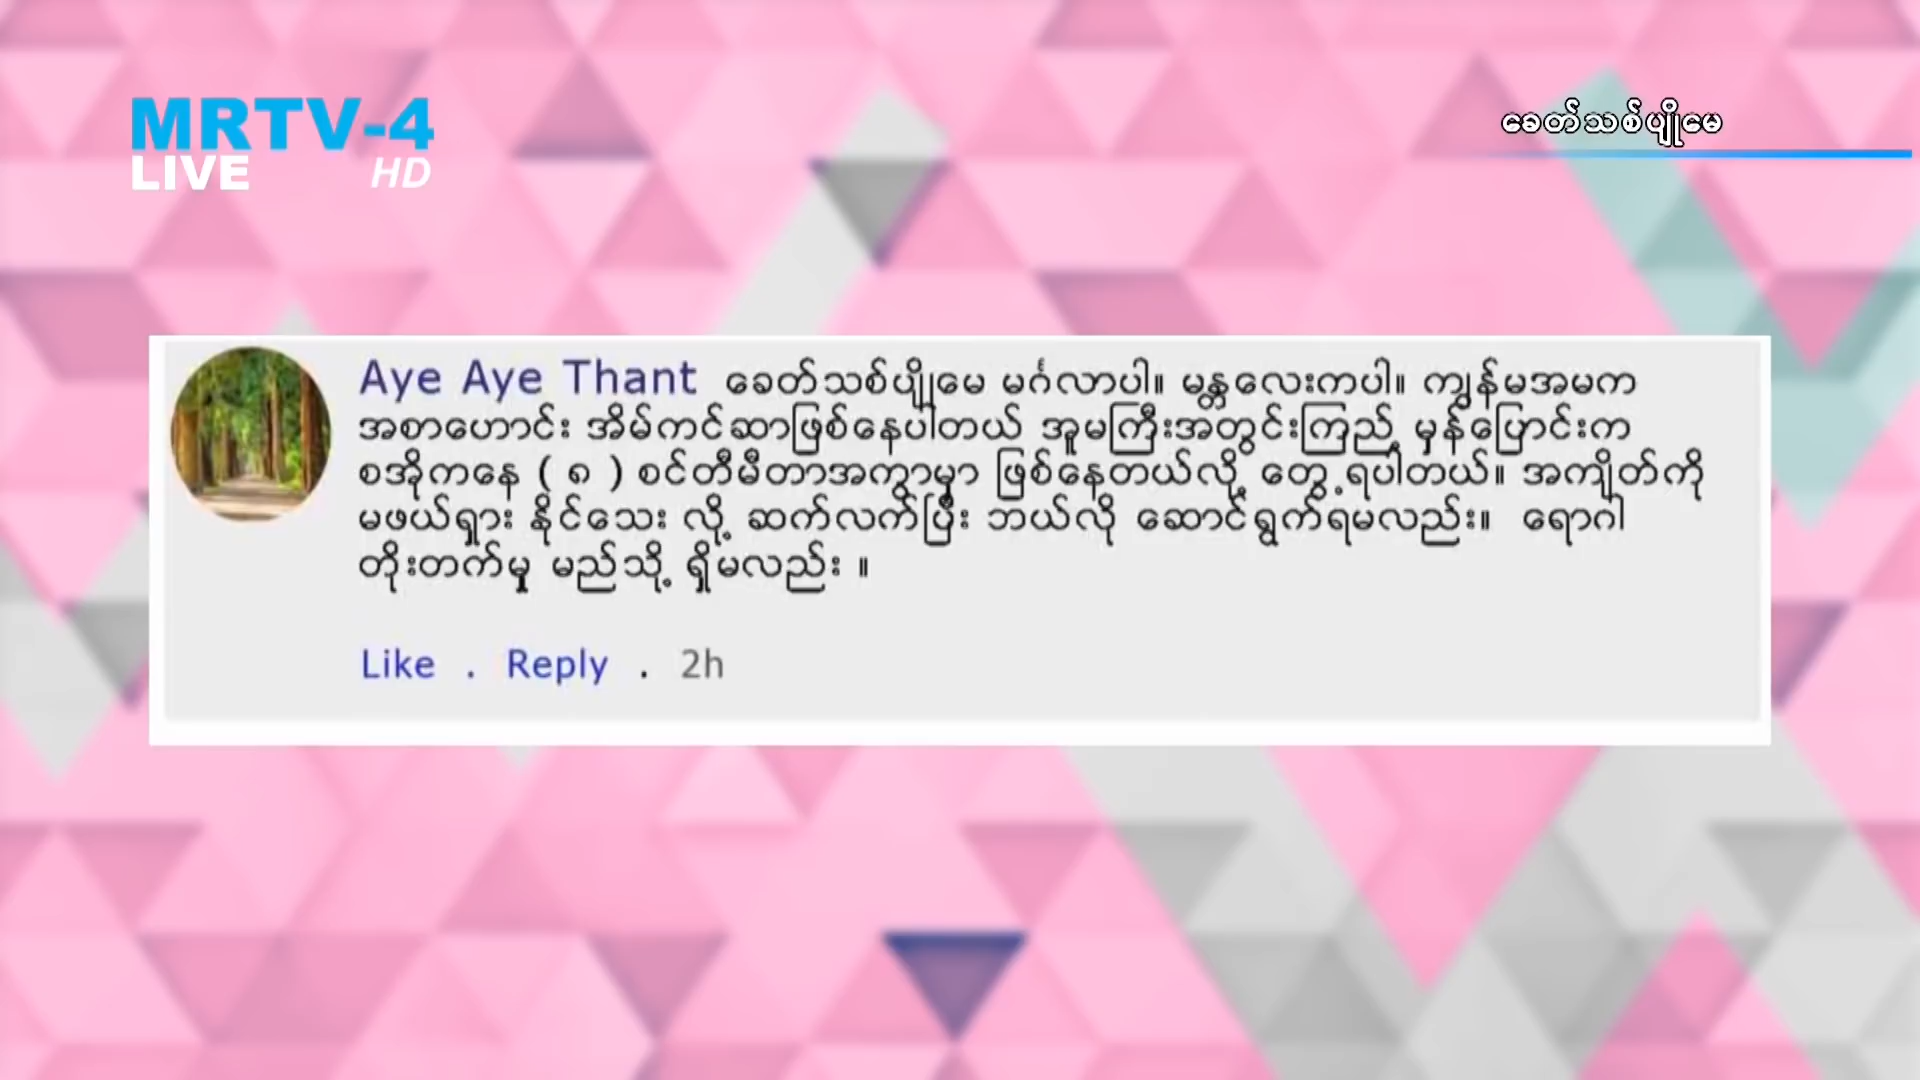 MRTV-4
LIVE HD
ခေတ်သစ်ပျိုမေ
Aye Aye Thant ခေတ်သစ်ပျိုမေ မင်္ဂလာပါ။ မန္တလေးကပါ။ ကျွန်မအမက
အစာဟောင်း အိမ်ကင်ဆာဖြစ်နေပါတယ် အူမကြီးအတွင်းကြည့် မှန်ပြောင်းက
စအိုကနေ ( ၈ ) စင်တီမီတာအကွာမှာ ဖြစ်နေတယ်လို့ တွေ့ရပါတယ်။ အကျိတ်ကို
မဖယ်ရှား နိုင်သေး လို့ ဆက်လက်ပြီး ဘယ်လို ဆောင်ရွက်ရမလည်း။ ရောဂါ
တိုးတက်မှု မည်သို့ ရှိမလည်း ။
Like . Reply . 2h